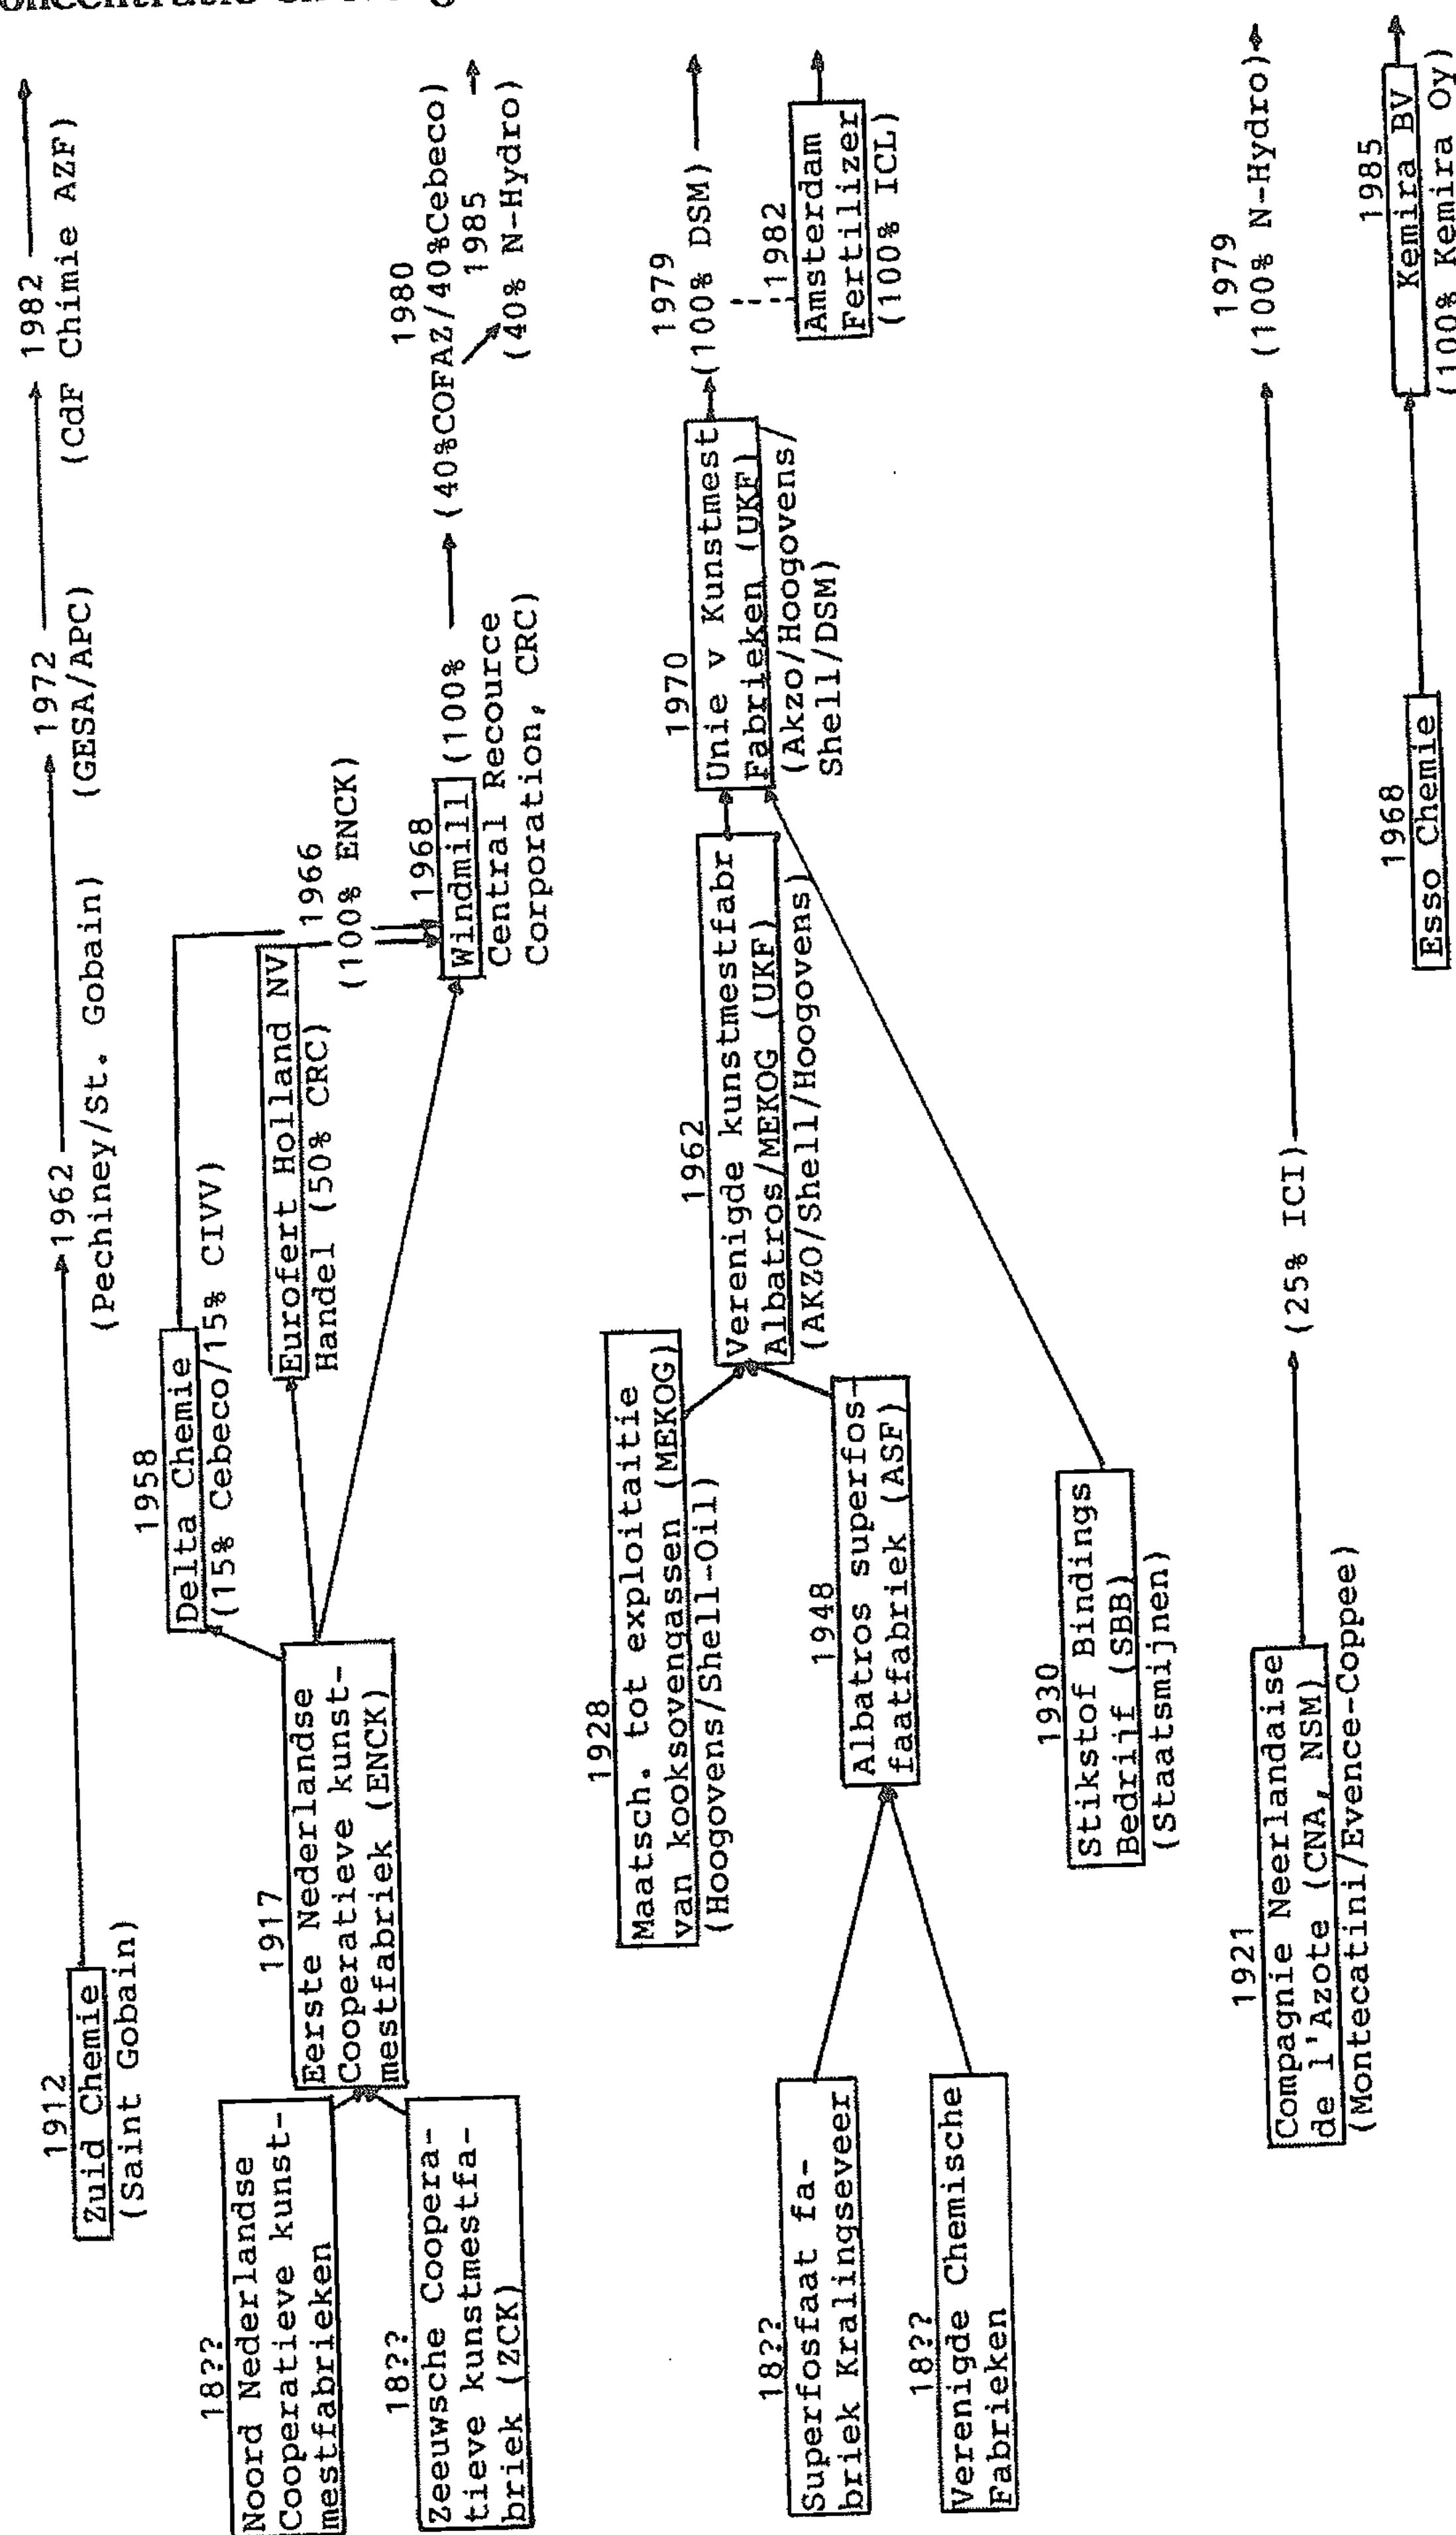 1912
Zuid Chemie
(Saint Gobain)
1962
(Pechiney/St. Gobain)
1972
(GESA/APC)
1982
(CdF Chimie AZF)
18??
Noord Nederlandse
Cooperatieve kunst-
mestfabrieken
18??
Zeeuwsche Coopera-
tieve kunstmestfa-
briek (ZCK)
1917
Eerste Nederlandse
Cooperatieve kunst-
mestfabriek (ENCK)
1958
Delta Chemie
(15% Cebeco/15% CIVV)
Eurofert Holland NV
Handel (50% CRC)
1966
(100% ENCK)
1968
Windmill (100%
Central Recource
Corporation, CRC)
1980
(40%COFAZ/40%Cebeco)
1985
(40% N-Hydro)
18??
Superfosfaat fa-
briek Kralingseveer
18??
Verenigde Chemische
Fabrieken
1928
Maatsch. tot exploitaitie
van kooksovengassen (MEKOG)
(Hoogovens/Shell-Oil)
1948
Albatros superfos-
faatfabriek (ASF)
1930
Stikstof Bindings
Bedrijf (SBB)
(Staatsmijnen)
1962
Verenigde kunstmestfabr
Albatros/MEKOG (UKF)
(AKZO/Shell/Hoogovens)
1970
Unie v Kunstmest
Fabrieken (UKF)
(Akzo/Hoogovens/
Shell/DSM)
1979
(100% DSM)
1982
Amsterdam
Fertilizer
(100% ICL)
1921
Compagnie Neerlandaise
de l'Azote (CNA, NSM)
(Montecatini/Evence-Coppee)
(25% ICI)
1979
(100% N-Hydro)
1968
Esso Chemie
1985
Kemira BV
(100% Kemira Oy)